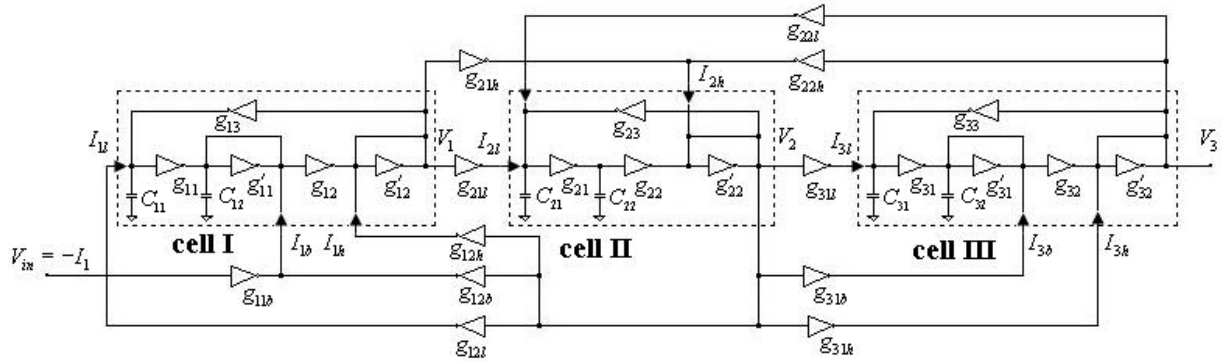 g22l
g21h
I2h
g22h
g13
g23
g33
I1l
V1
I2l
V2
I3l
V3
g11
g'11
g12
g'12
g21l
g21
g22
g'22
g31l
g31
g'31
g32
g'32
C11
C12
C21
C22
C31
C32
cell I
I1b
I1h
g12h
cell II
cell III
I3b
I3h
Vin = −I1
g11b
g12b
g31b
g12l
g31h